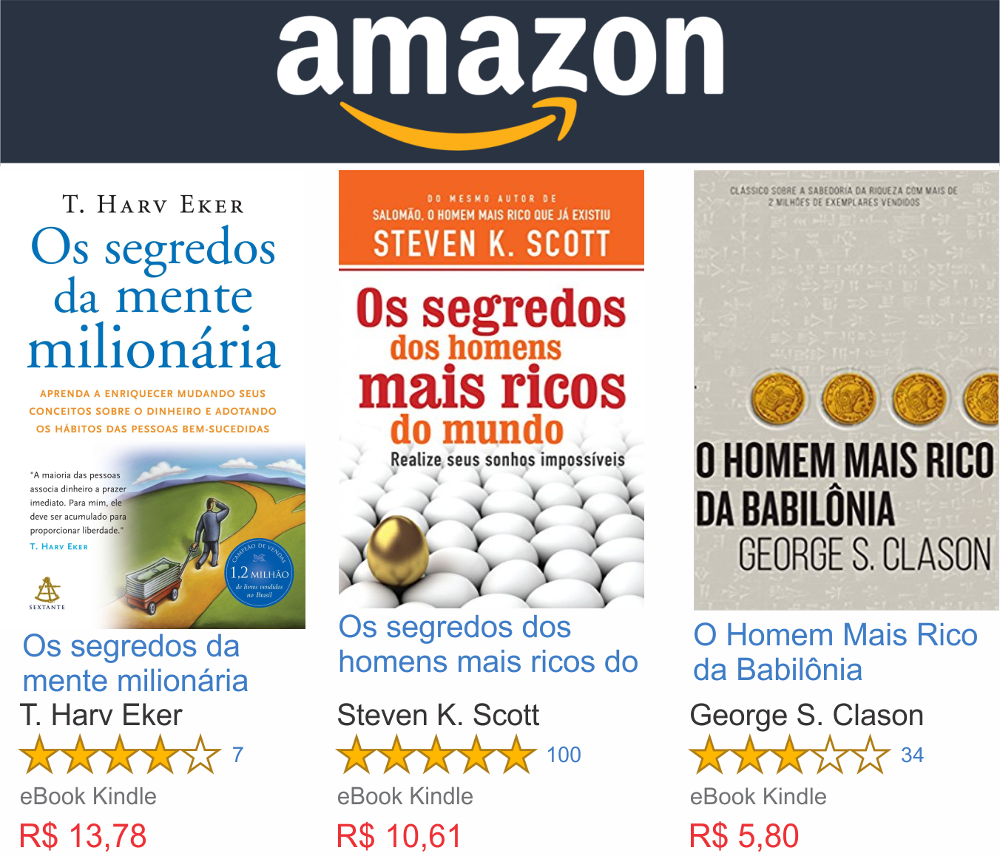 amazon
T. Harv Eker
Os segredos
da mente
milionária
APRENDA A ENRIQUECER MUDANDO SEUS
CONCEITOS SOBRE O DINHEIRO E ADOTANDO
OS HÁBITOS DAS PESSOAS BEM-SUCEDIDAS
"A maioria das pessoas
associa dinheiro a prazer
imediato. Para mim, ele
deve ser acumulado para
proporcionar liberdade."
T. Harv Eker
CAMPEÃO DE VENDAS
1,2 MILHÃO
de livros vendidos
no Brasil
SEXTANTE
Os segredos da
mente milionária
T. Harv Eker
7
eBook Kindle
R$ 13,78
DO MESMO AUTOR DE
SALOMÃO, O HOMEM MAIS RICO QUE JÁ EXISTIU
STEVEN K. SCOTT
Os segredos
dos homens
mais ricos
do mundo
Realize seus sonhos impossíveis
Os segredos dos
homens mais ricos do
Steven K. Scott
100
eBook Kindle
R$ 10,61
CLÁSSICO SOBRE A SABEDORIA DA RIQUEZA COM MAIS DE
2 MILHÕES DE EXEMPLARES VENDIDOS
O HOMEM MAIS RICO
DA BABILÔNIA
GEORGE S. CLASON
O Homem Mais Rico
da Babilônia
George S. Clason
34
eBook Kindle
R$ 5,80